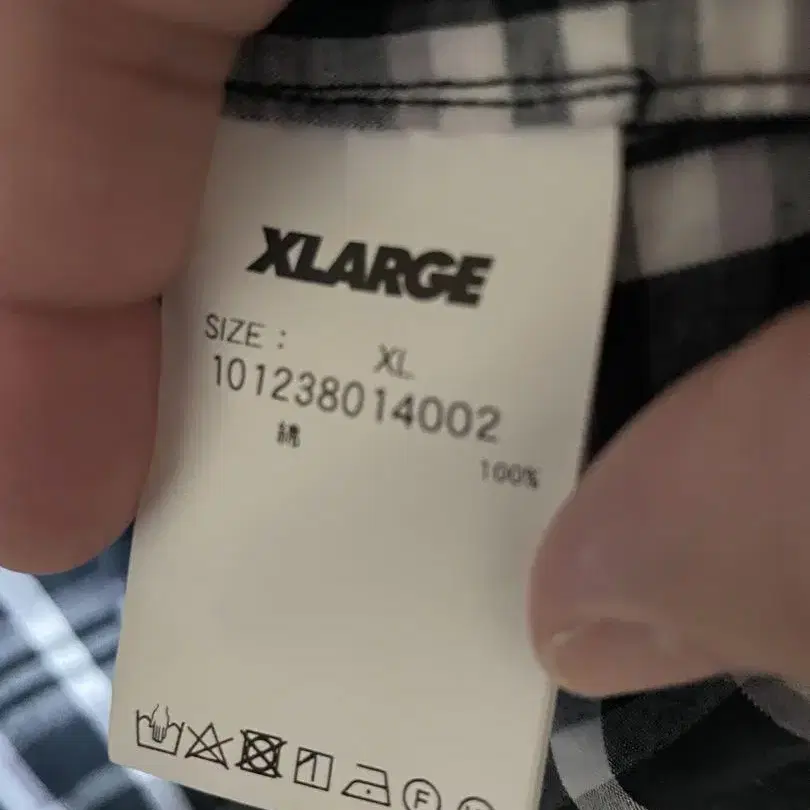 XLARGE
SIZE : XL
101238014002
綿 100%
F